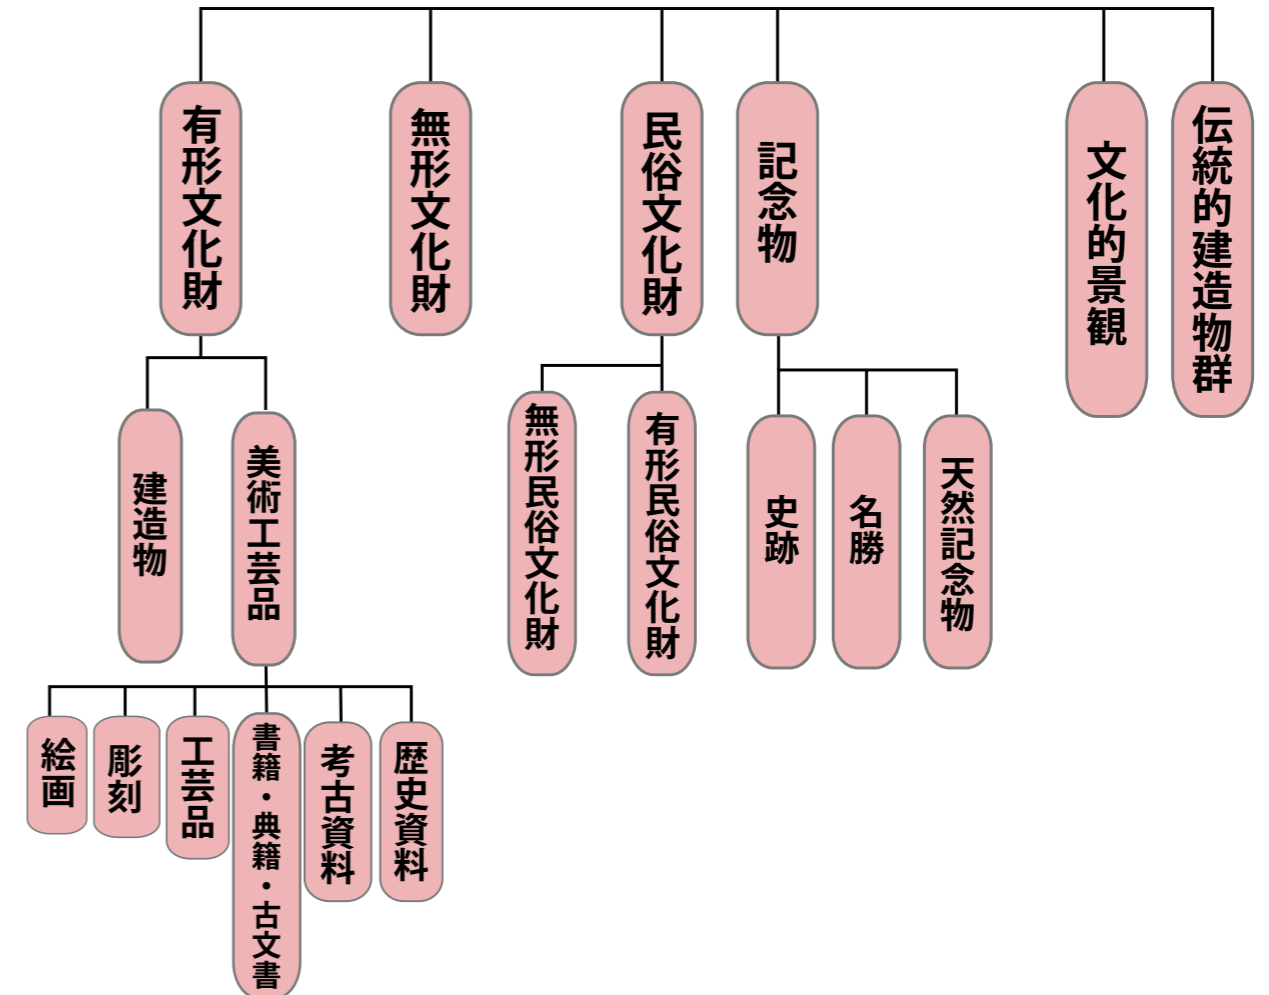 有形文化財
無形文化財
民俗文化財
記念物
文化的景観
伝統的建造物群
建造物
美術工芸品
無形民俗文化財
有形民俗文化財
史跡
名勝
天然記念物
絵画
彫刻
工芸品
書籍・典籍・古文書
考古資料
歴史資料